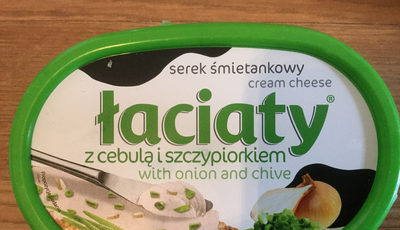 serek śmietankowy
cream cheese
łaciaty®
z cebulą i szczypiorkiem
with onion and chive